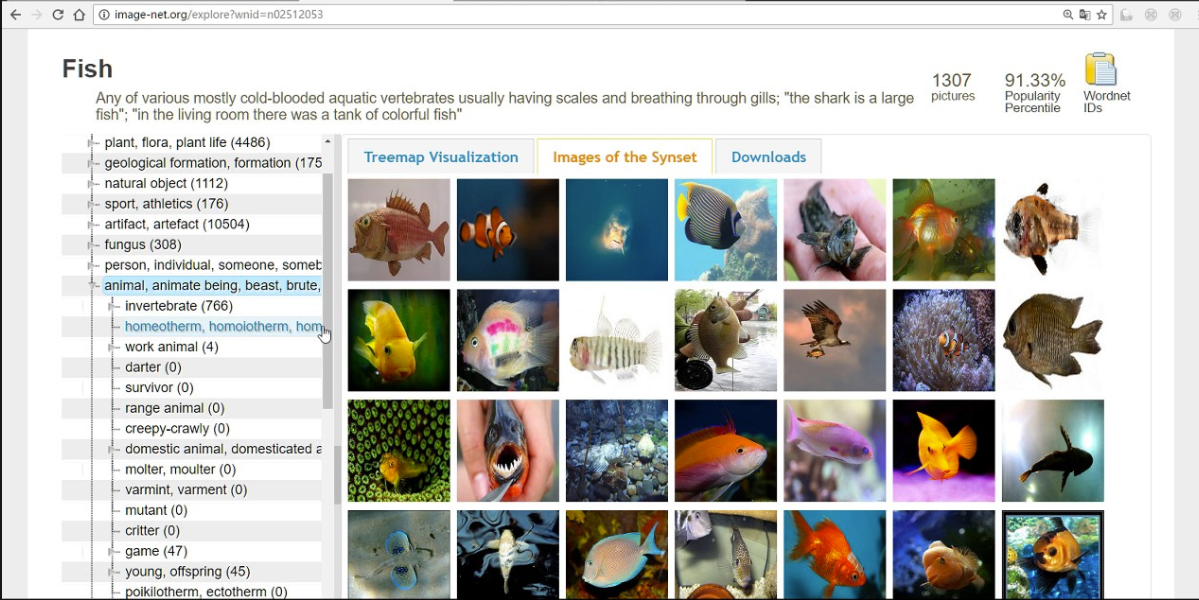 image-net.org/explore?wnid=n02512053
Fish
Any of various mostly cold-blooded aquatic vertebrates usually having scales and breathing through gills; "the shark is a large
fish"; "in the living room there was a tank of colorful fish"
1307
pictures
91.33%
Popularity
Percentile
Wordnet
IDs
plant, flora, plant life (4486)
geological formation, formation (175
natural object (1112)
sport, athletics (176)
artifact, artefact (10504)
fungus (308)
person, individual, someone, someb
animal, animate being, beast, brute,
invertebrate (766)
homeotherm, homoiotherm, hom
work animal (4)
darter (0)
survivor (0)
range animal (0)
creepy-crawly (0)
domestic animal, domesticated a
molter, moulter (0)
varmint, varment (0)
mutant (0)
critter (0)
game (47)
young, offspring (45)
poikilotherm, ectotherm (0)
Treemap Visualization
Images of the Synset
Downloads